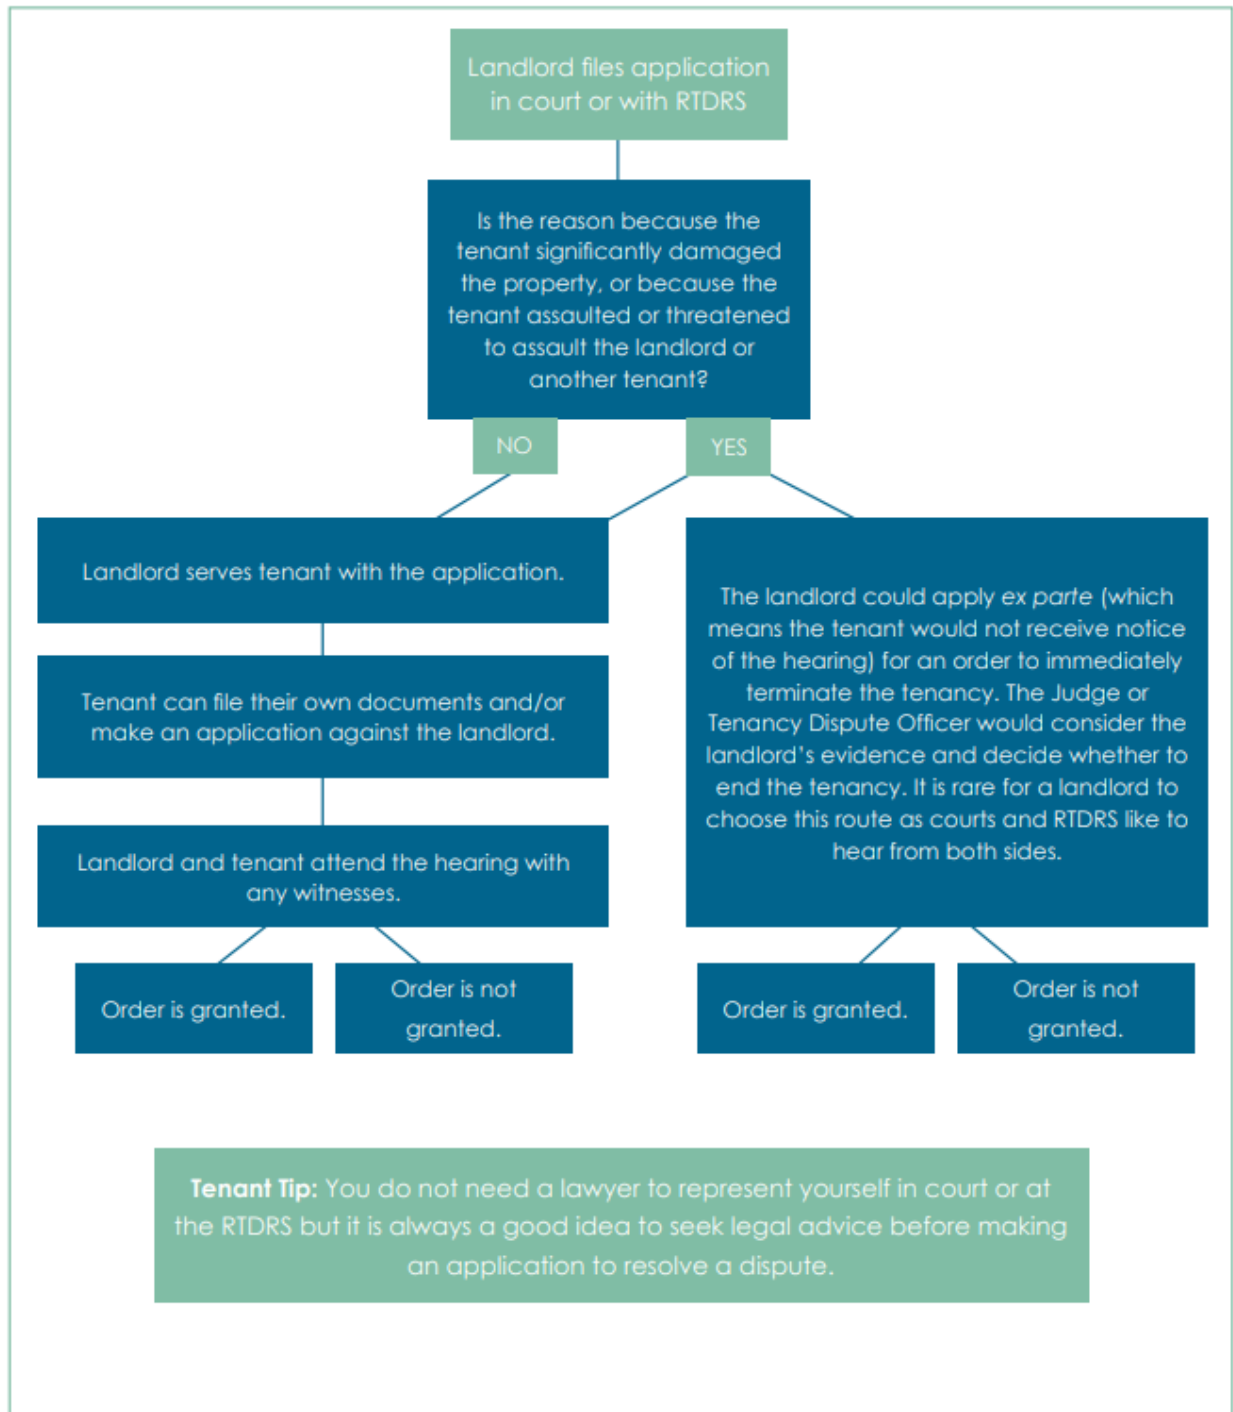 Landlord files application
in court or with RTDRS
Is the reason because the
tenant significantly damaged
the property, or because the
tenant assaulted or threatened
to assault the landlord or
another tenant?
NO
YES
Landlord serves tenant with the application.
Tenant can file their own documents and/or
make an application against the landlord.
Landlord and tenant attend the hearing with
any witnesses.
Order is granted.
Order is not
granted.
The landlord could apply ex parte (which
means the tenant would not receive notice
of the hearing) for an order to immediately
terminate the tenancy. The Judge or
Tenancy Dispute Officer would consider the
landlord’s evidence and decide whether to
end the tenancy. It is rare for a landlord to
choose this route as courts and RTDRS like to
hear from both sides.
Order is granted.
Order is not
granted.
Tenant Tip: You do not need a lawyer to represent yourself in court or at
the RTDRS but it is always a good idea to seek legal advice before making
an application to resolve a dispute.